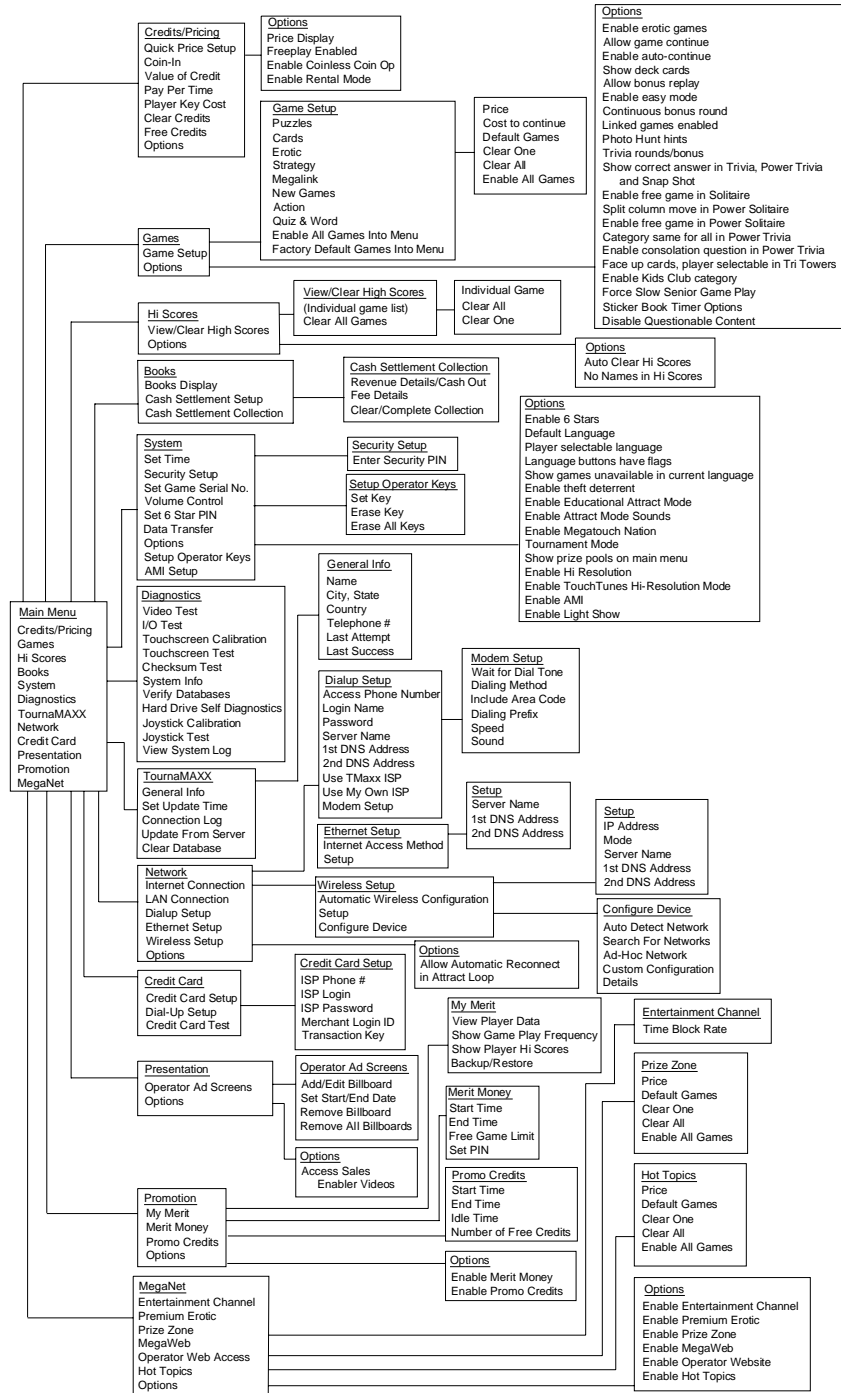 Credits/Pricing
Quick Price Setup
Coin-In
Value of Credit
Pay Per Time
Player Key Cost
Clear Credits
Free Credits
Options
Options
Price Display
Freeplay Enabled
Enable Coinless Coin Op
Enable Rental Mode
Game Setup
Puzzles
Cards
Erotic
Strategy
Megalink
New Games
Action
Quiz & Word
Enable All Games Into Menu
Factory Default Games Into Menu
Price
Cost to continue
Default Games
Clear One
Clear All
Enable All Games
Options
Enable erotic games
Allow game continue
Enable auto-continue
Show deck cards
Allow bonus replay
Enable easy mode
Continuous bonus round
Linked games enabled
Photo Hunt hints
Trivia rounds/bonus
Show correct answer in Trivia, Power Trivia
and Snap Shot
Enable free game in Solitaire
Split column move in Power Solitaire
Enable free game in Power Solitaire
Category same for all in Power Trivia
Enable consolation question in Power Trivia
Face up cards, player selectable in Tri Towers
Enable Kids Club category
Force Slow Senior Game Play
Sticker Book Timer Options
Disable Questionable Content
Games
Game Setup
Options
Hi Scores
View/Clear High Scores
Options
View/Clear High Scores
(Individual game list)
Clear All Games
Individual Game
Clear All
Clear One
Options
Auto Clear Hi Scores
No Names in Hi Scores
Books
Books Display
Cash Settlement Setup
Cash Settlement Collection
Cash Settlement Collection
Revenue Details/Cash Out
Fee Details
Clear/Complete Collection
System
Set Time
Security Setup
Set Game Serial No.
Volume Control
Set 6 Star PIN
Data Transfer
Options
Setup Operator Keys
AMI Setup
Security Setup
Enter Security PIN
Setup Operator Keys
Set Key
Erase Key
Erase All Keys
Options
Enable 6 Stars
Default Language
Player selectable language
Language buttons have flags
Show games unavailable in current language
Enable theft deterrent
Enable Educational Attract Mode
Enable Attract Mode Sounds
Enable Megatouch Nation
Tournament Mode
Show prize pools on main menu
Enable Hi Resolution
Enable TouchTunes Hi-Resolution Mode
Enable AMI
Enable Light Show
Main Menu
Credits/Pricing
Games
Hi Scores
Books
System
Diagnostics
TournaMAXX
Network
Credit Card
Presentation
Promotion
MegaNet
Diagnostics
Video Test
I/O Test
Touchscreen Calibration
Touchscreen Test
Checksum Test
System Info
Verify Databases
Hard Drive Self Diagnostics
Joystick Calibration
Joystick Test
View System Log
General Info
Name
City, State
Country
Telephone #
Last Attempt
Last Success
Dialup Setup
Access Phone Number
Login Name
Password
Server Name
1st DNS Address
2nd DNS Address
Use TMaxx ISP
Use My Own ISP
Modem Setup
Modem Setup
Wait for Dial Tone
Dialing Method
Include Area Code
Dialing Prefix
Speed
Sound
TournaMAXX
General Info
Set Update Time
Connection Log
Update From Server
Clear Database
Ethernet Setup
Internet Access Method
Setup
Setup
Server Name
1st DNS Address
2nd DNS Address
Setup
IP Address
Mode
Server Name
1st DNS Address
2nd DNS Address
Network
Internet Connection
LAN Connection
Dialup Setup
Ethernet Setup
Wireless Setup
Options
Wireless Setup
Automatic Wireless Configuration
Setup
Configure Device
Configure Device
Auto Detect Network
Search For Networks
Ad-Hoc Network
Custom Configuration
Details
Options
Allow Automatic Reconnect
in Attract Loop
Credit Card
Credit Card Setup
Dial-Up Setup
Credit Card Test
Credit Card Setup
ISP Phone #
ISP Login
ISP Password
Merchant Login ID
Transaction Key
My Merit
View Player Data
Show Game Play Frequency
Show Player Hi Scores
Backup/Restore
Entertainment Channel
Time Block Rate
Presentation
Operator Ad Screens
Options
Operator Ad Screens
Add/Edit Billboard
Set Start/End Date
Remove Billboard
Remove All Billboards
Options
Access Sales
Enabler Videos
Merit Money
Start Time
End Time
Free Game Limit
Set PIN
Prize Zone
Price
Default Games
Clear One
Clear All
Enable All Games
Promotion
My Merit
Merit Money
Promo Credits
Options
Promo Credits
Start Time
End Time
Idle Time
Number of Free Credits
Hot Topics
Price
Default Games
Clear One
Clear All
Enable All Games
Options
Enable Merit Money
Enable Promo Credits
MegaNet
Entertainment Channel
Premium Erotic
Prize Zone
MegaWeb
Operator Web Access
Hot Topics
Options
Options
Enable Entertainment Channel
Enable Premium Erotic
Enable Prize Zone
Enable MegaWeb
Enable Operator Website
Enable Hot Topics